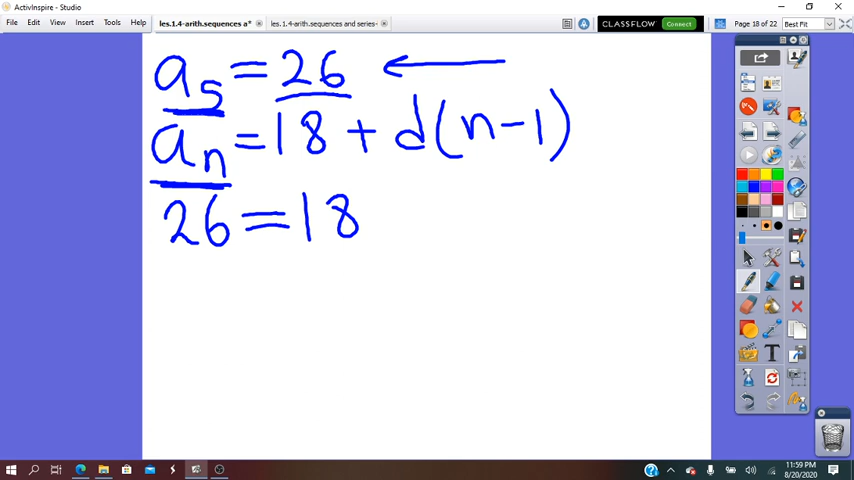 ActivInspire - Studio
File Edit View Insert Tools Help
les.1.4-arith.sequences a* les.1.4-arith.sequences and series-
CLASSFLOW Connect
Page 18 of 22 Best Fit
a₅ = 26 ←
aₙ = 18 + d(n-1)
26 = 18
11:59 PM
8/20/2020